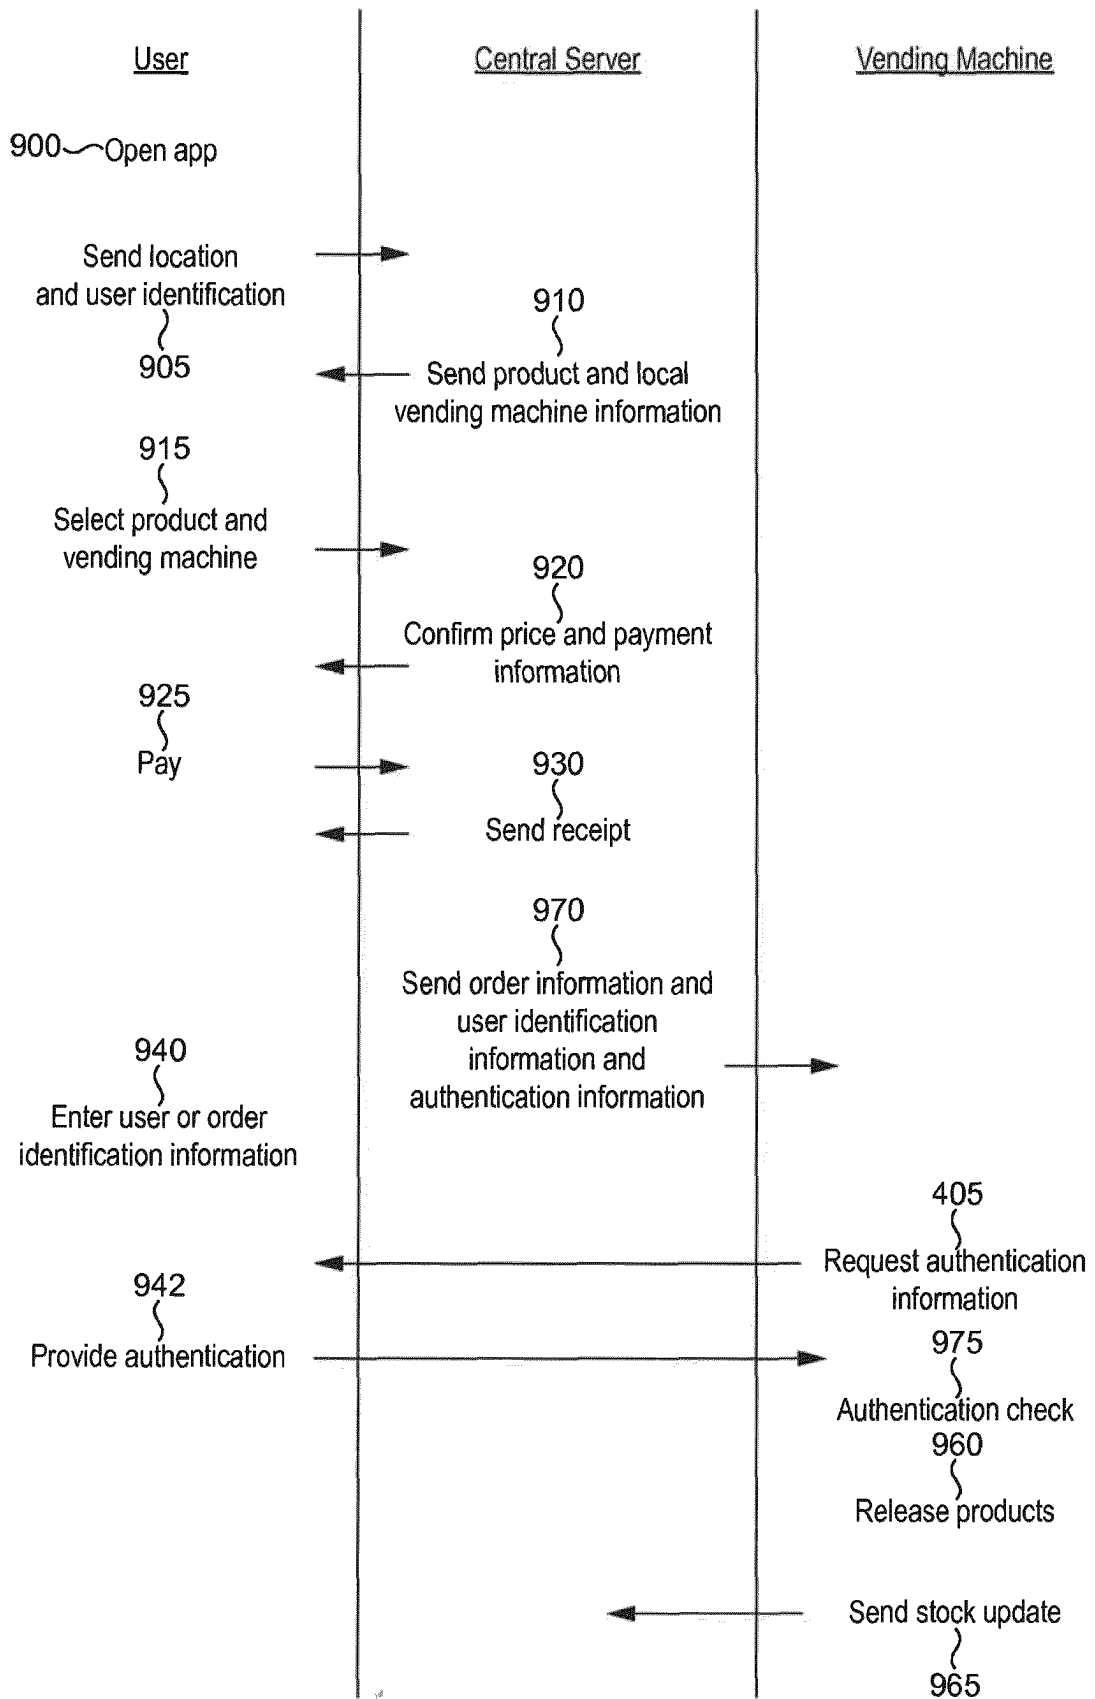 User
Central Server
Vending Machine
900
Open app
Send location
and user identification
905
910
Send product and local
vending machine information
915
Select product and
vending machine
920
Confirm price and payment
information
925
Pay
930
Send receipt
970
Send order information and
user identification
information and
authentication information
940
Enter user or order
identification information
405
Request authentication
information
942
Provide authentication
975
Authentication check
960
Release products
Send stock update
965